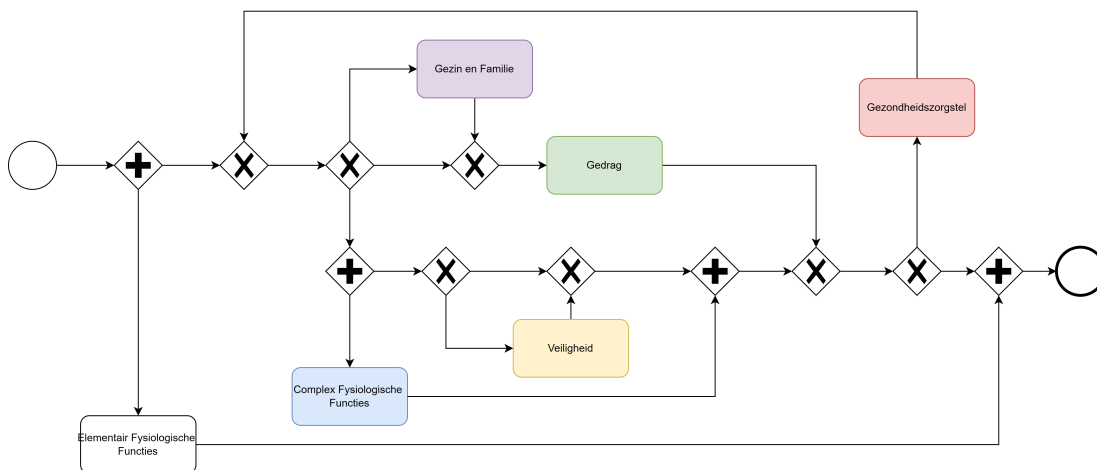 Gezin en Familie
Gezondheidszorgstel
Gedrag
Veiligheid
Complex Fysiologische
Functies
Elementair Fysiologische
Functies